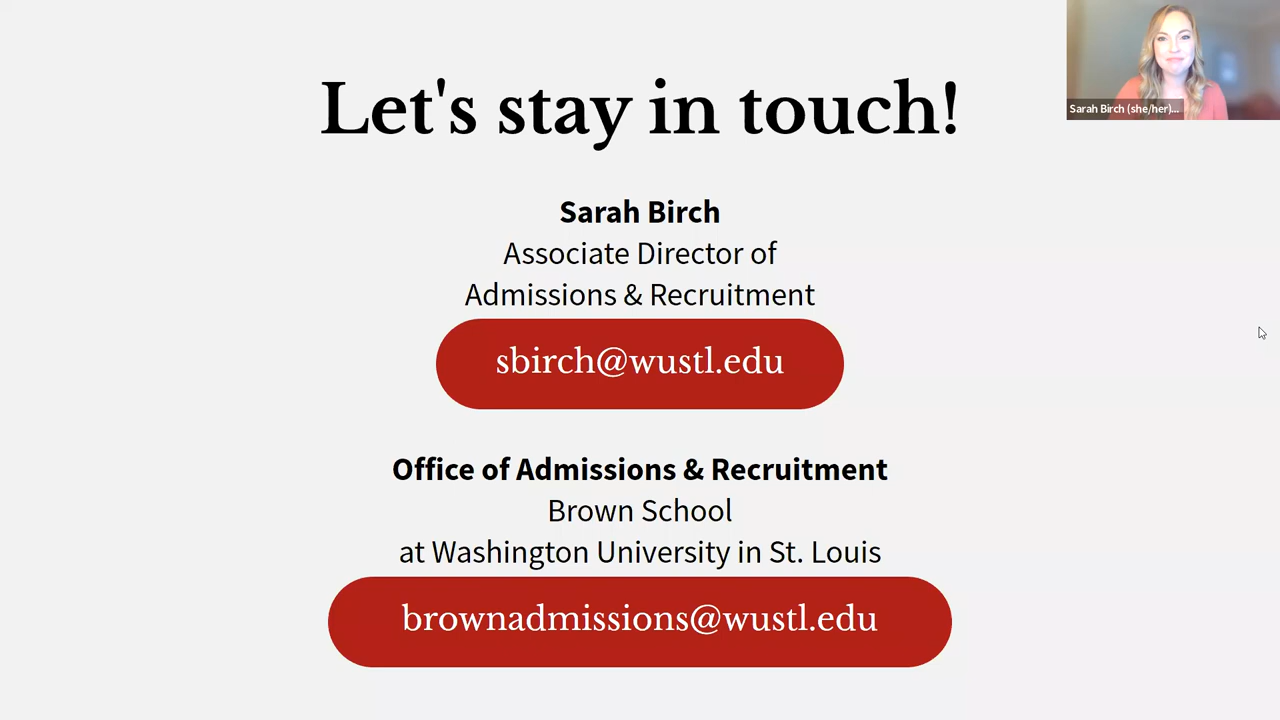 Let's stay in touch!
Sarah Birch (she/her)...
Sarah Birch
Associate Director of
Admissions & Recruitment
sbirch@wustl.edu
Office of Admissions & Recruitment
Brown School
at Washington University in St. Louis
brownadmissions@wustl.edu